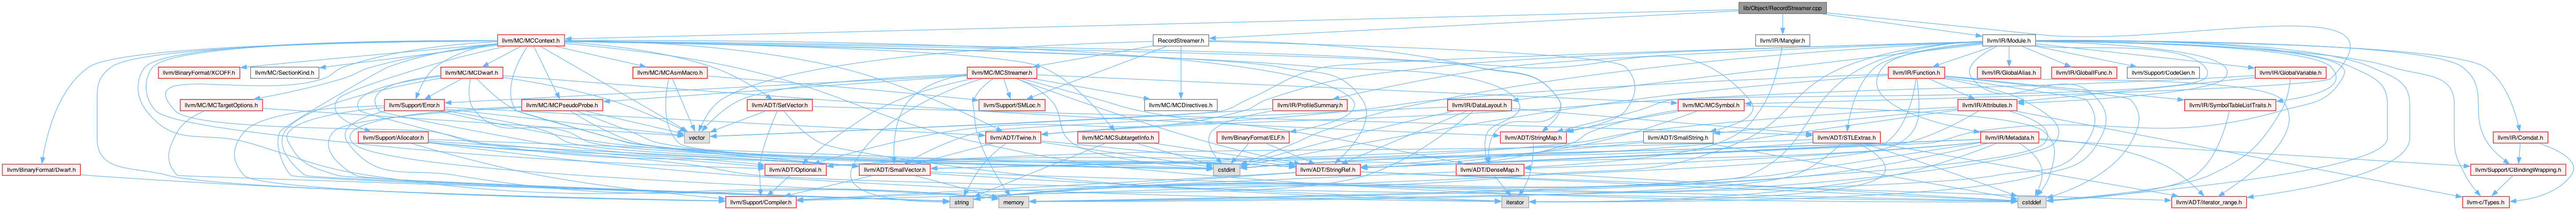 lib/Object/RecordStreamer.cpp
llvm/MC/MCContext.h
RecordStreamer.h
llvm/IR/Mangler.h
llvm/IR/Module.h
llvm/BinaryFormat/XCOFF.h
llvm/MC/SectionKind.h
llvm/MC/MCDwarf.h
llvm/MC/MCAsmMacro.h
llvm/MC/MCStreamer.h
llvm/IR/Function.h
llvm/IR/GlobalAlias.h
llvm/IR/GlobalIFunc.h
llvm/Support/CodeGen.h
llvm/IR/GlobalVariable.h
llvm/MC/MCTargetOptions.h
llvm/Support/Error.h
llvm/MC/MCPseudoProbe.h
llvm/ADT/SetVector.h
llvm/Support/SMLoc.h
llvm/MC/MCDirectives.h
llvm/IR/ProfileSummary.h
llvm/IR/DataLayout.h
llvm/MC/MCSymbol.h
llvm/IR/Attributes.h
llvm/IR/SymbolTableListTraits.h
llvm/Support/Allocator.h
vector
llvm/ADT/Twine.h
llvm/MC/MCSubtargetInfo.h
llvm/BinaryFormat/ELF.h
llvm/ADT/StringMap.h
llvm/ADT/SmallString.h
llvm/ADT/STLExtras.h
llvm/IR/Metadata.h
llvm/IR/Comdat.h
llvm/BinaryFormat/Dwarf.h
llvm/ADT/Optional.h
llvm/ADT/SmallVector.h
cstdint
llvm/ADT/StringRef.h
llvm/ADT/DenseMap.h
llvm/Support/CBindingWrapping.h
llvm/Support/Compiler.h
string
memory
iterator
cstddef
llvm/ADT/iterator_range.h
llvm-c/Types.h